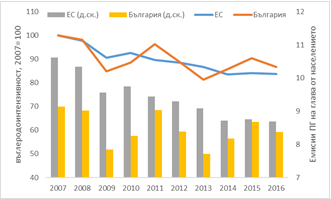 ЕС (д.ск.)
България (д.ск.)
ЕС
България
въглеродоинтензивност, 2007=100
110
100
90
80
70
60
50
40
Емисии ПГ на глава от населението
12
11
10
9
8
7
2007 2008 2009 2010 2011 2012 2013 2014 2015 2016